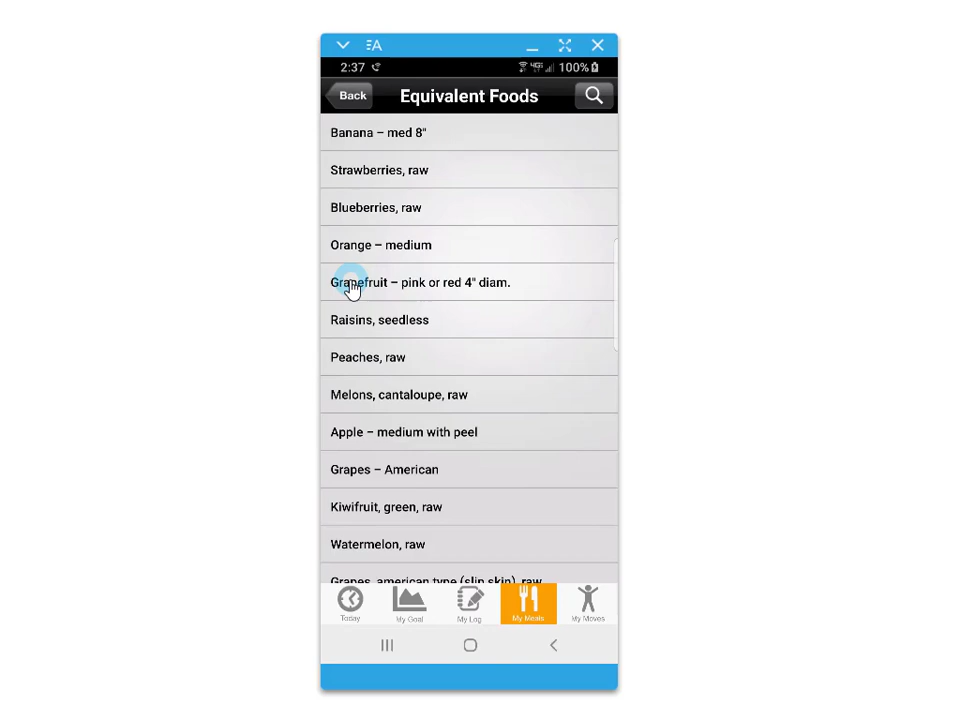 2:37
4G
100%
Back
Equivalent Foods
Banana – med 8"
Strawberries, raw
Blueberries, raw
Orange – medium
Grapefruit – pink or red 4" diam.
Raisins, seedless
Peaches, raw
Melons, cantaloupe, raw
Apple – medium with peel
Grapes – American
Kiwifruit, green, raw
Watermelon, raw
Grapes, american type (slip skin), raw
Today
My Goal
My Log
My Meals
My Moves